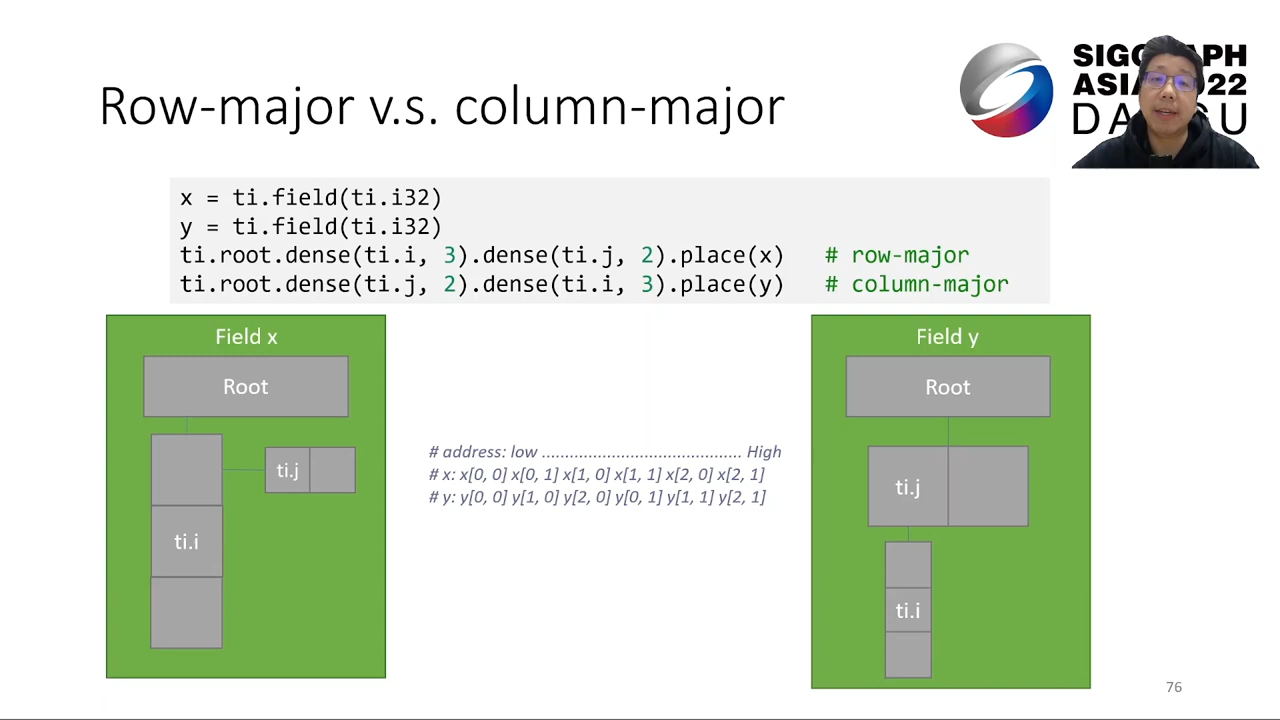 Row-major v.s. column-major
x = ti.field(ti.i32)
y = ti.field(ti.i32)
ti.root.dense(ti.i, 3).dense(ti.j, 2).place(x) # row-major
ti.root.dense(ti.j, 2).dense(ti.i, 3).place(y) # column-major
Field x
Root
ti.j
ti.i
# address: low ........................................... High
# x: x[0, 0] x[0, 1] x[1, 0] x[1, 1] x[2, 0] x[2, 1]
# y: y[0, 0] y[1, 0] y[2, 0] y[0, 1] y[1, 1] y[2, 1]
Field y
Root
ti.j
ti.i
76